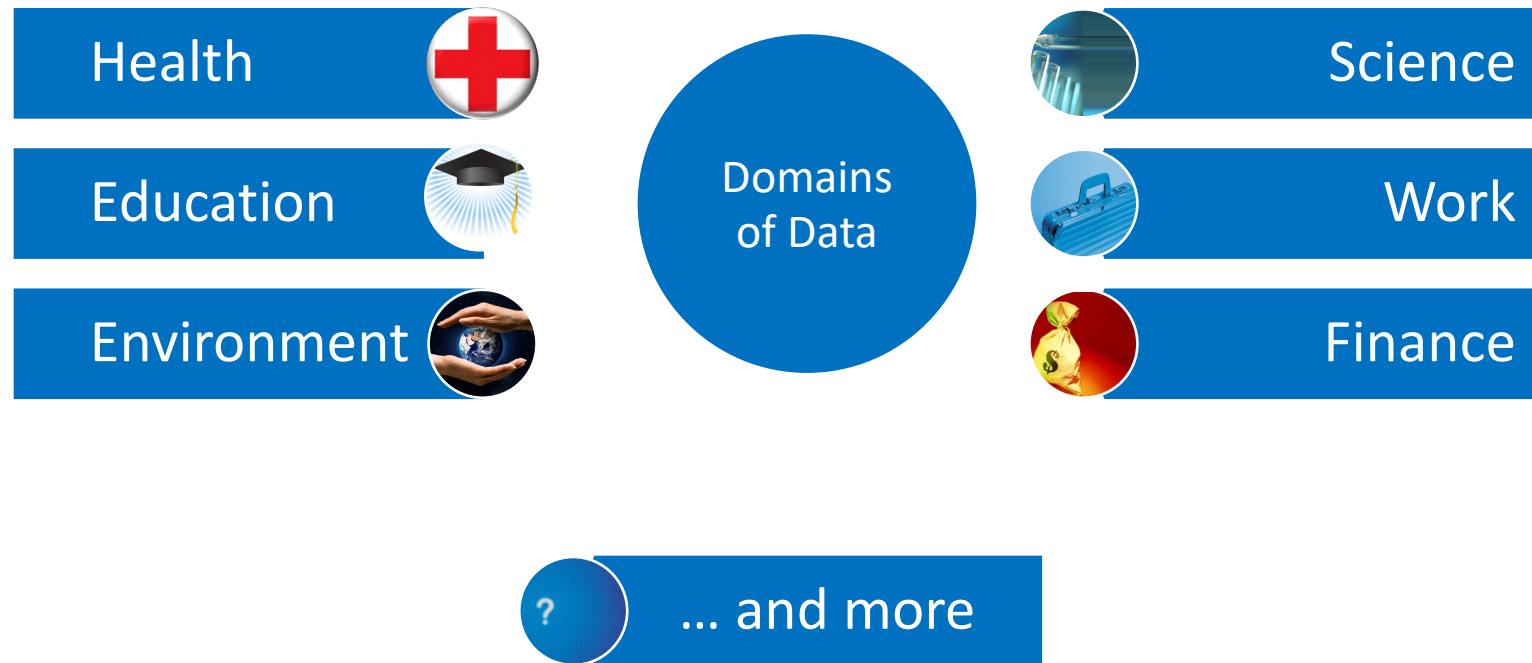 Health
Education
Environment
Domains
of Data
Science
Work
Finance
$
?
... and more